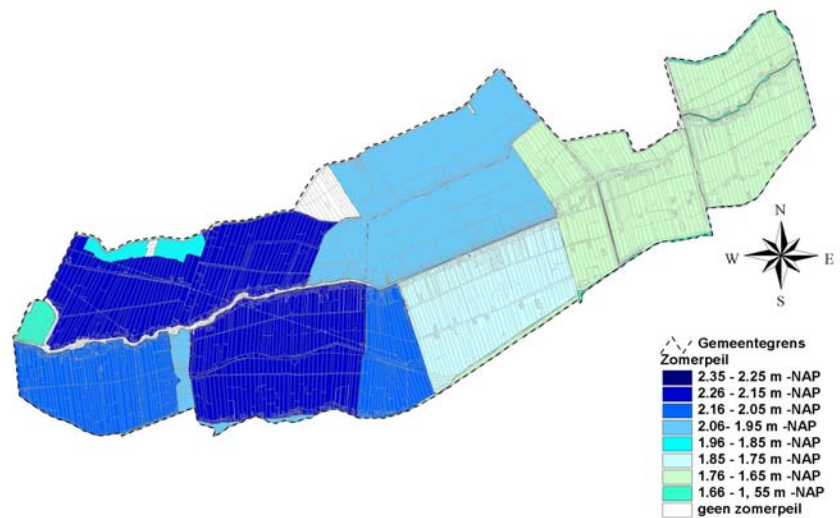 N
W E
S
Gemeentegrens
Zomerpeil
2.35 - 2.25 m -NAP
2.26 - 2.15 m -NAP
2.16 - 2.05 m -NAP
2.06- 1.95 m -NAP
1.96 - 1.85 m -NAP
1.85 - 1.75 m -NAP
1.76 - 1.65 m -NAP
1.66 - 1, 55 m -NAP
geen zomerpeil